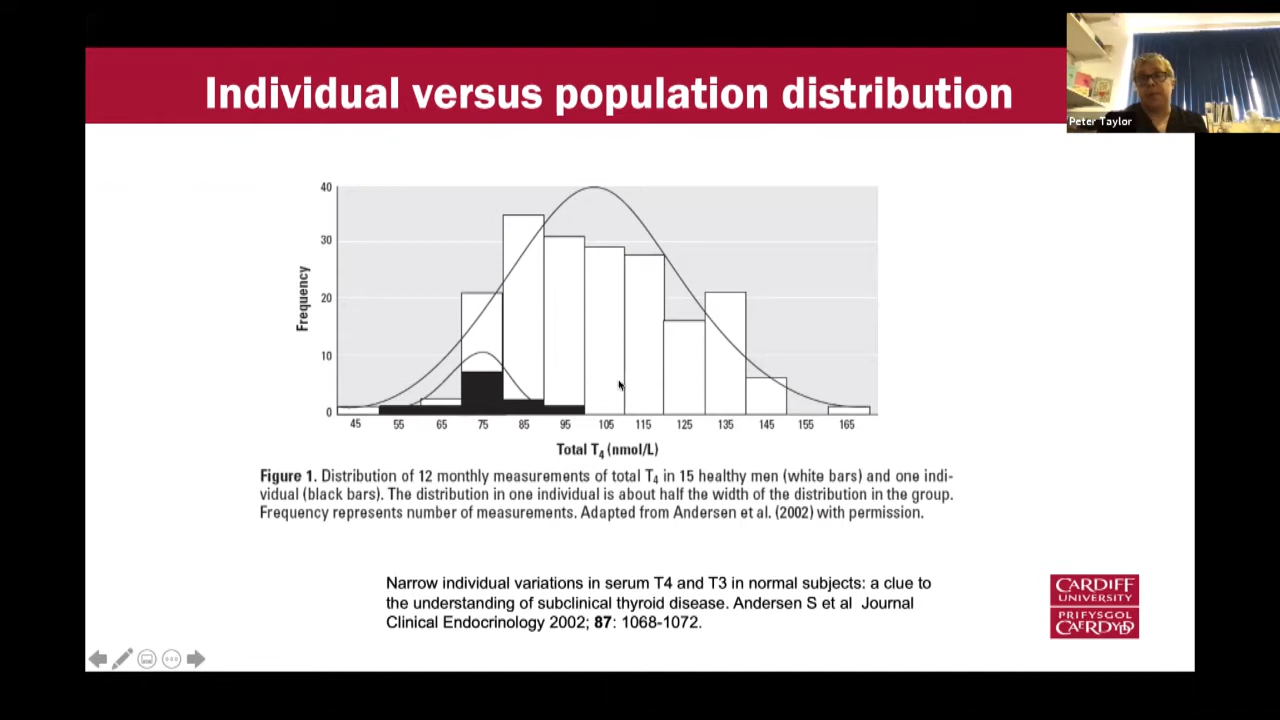 Individual versus population distribution
Peter Taylor
40
30
20
10
0
Frequency
45 55 65 75 85 95 105 115 125 135 145 155 165
Total T4 (nmol/L)
Figure 1. Distribution of 12 monthly measurements of total T4 in 15 healthy men (white bars) and one indi-
vidual (black bars). The distribution in one individual is about half the width of the distribution in the group.
Frequency represents number of measurements. Adapted from Andersen et al. (2002) with permission.
Narrow individual variations in serum T4 and T3 in normal subjects: a clue to
the understanding of subclinical thyroid disease. Andersen S et al Journal
Clinical Endocrinology 2002; 87: 1068-1072.
CARDIFF
UNIVERSITY
PRIFYSGOL
CAERDYDD